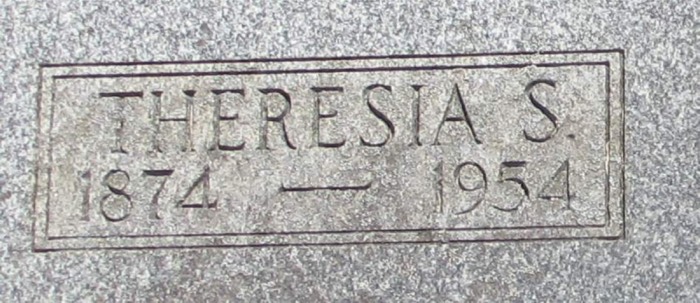 THERESIA S.
1874 — 1954